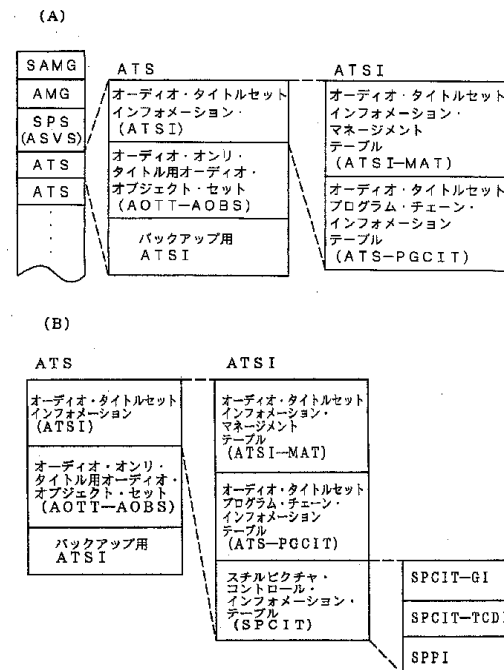 (A)
SAMG
AMG
SPS
(ASVS)
ATS
ATS
ATS
オーディオ・タイトルセット
インフォメーション・
(ATSI)
オーディオ・オンリ・
タイトル用オーディオ・
オブジェクト・セット
(AOTT-AOBS)
バックアップ用
ATSI
ATSI
オーディオ・タイトルセット
インフォメーション・
マネージメント
テーブル
(ATSI-MAT)
オーディオ・タイトルセット
プログラム・チェーン・
インフォメーション
テーブル
(ATS-PGCIT)
(B)
ATS
オーディオ・タイトルセット
インフォメーション
(ATSI)
オーディオ・オンリ・
タイトル用オーディオ・
オブジェクト・セット
(AOTT-AOBS)
バックアップ用
ATSI
ATSI
オーディオ・タイトルセット
インフォメーション・
マネージメント
テーブル
(ATSI-MAT)
オーディオ・タイトルセット
プログラム・チェーン・
インフォメーション
テーブル
(ATS-PGCIT)
スチルピクチャ・
コントロール・
インフォメーション・
テーブル
(SPCIT)
SPCIT-GI
SPCIT-TCDI
SPPI